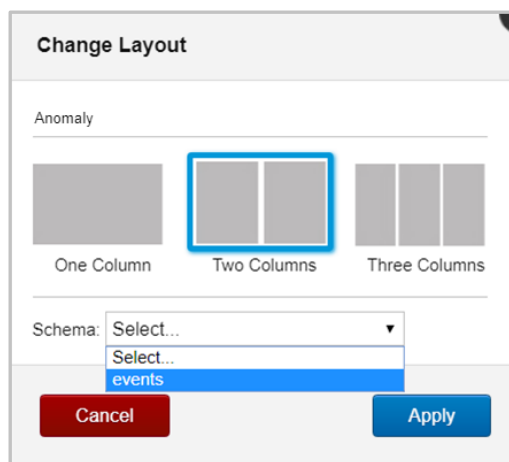 Change Layout
Anomaly
One Column Two Columns Three Columns
Schema: Select...
Select...
events
Cancel Apply